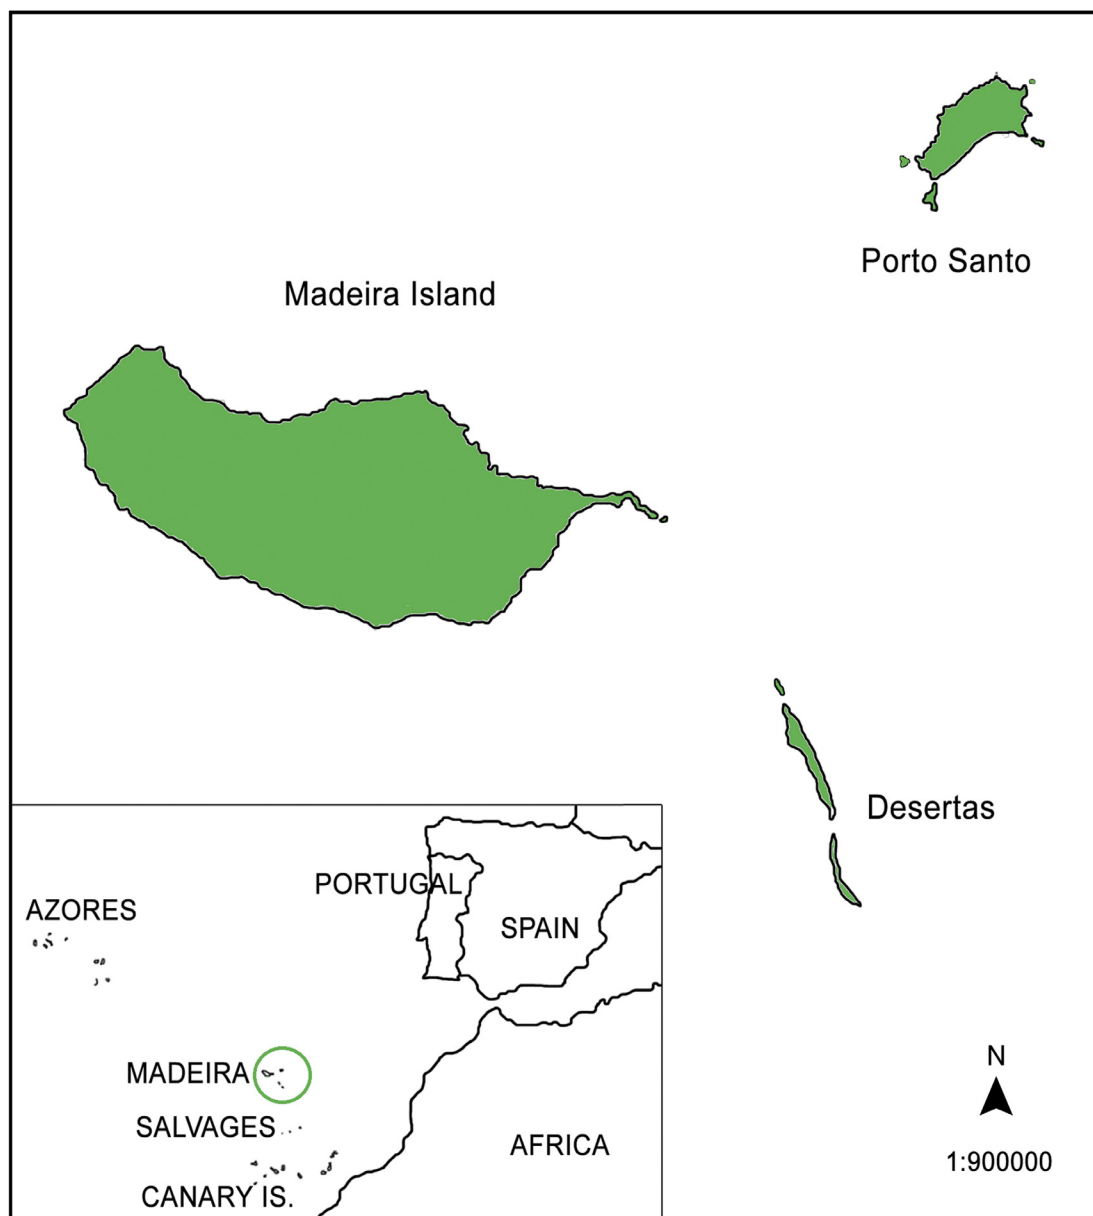 Porto Santo
Madeira Island
Desertas
PORTUGAL
AZORES
SPAIN
MADEIRA
SALVAGES
AFRICA
CANARY IS.
N
1:900000